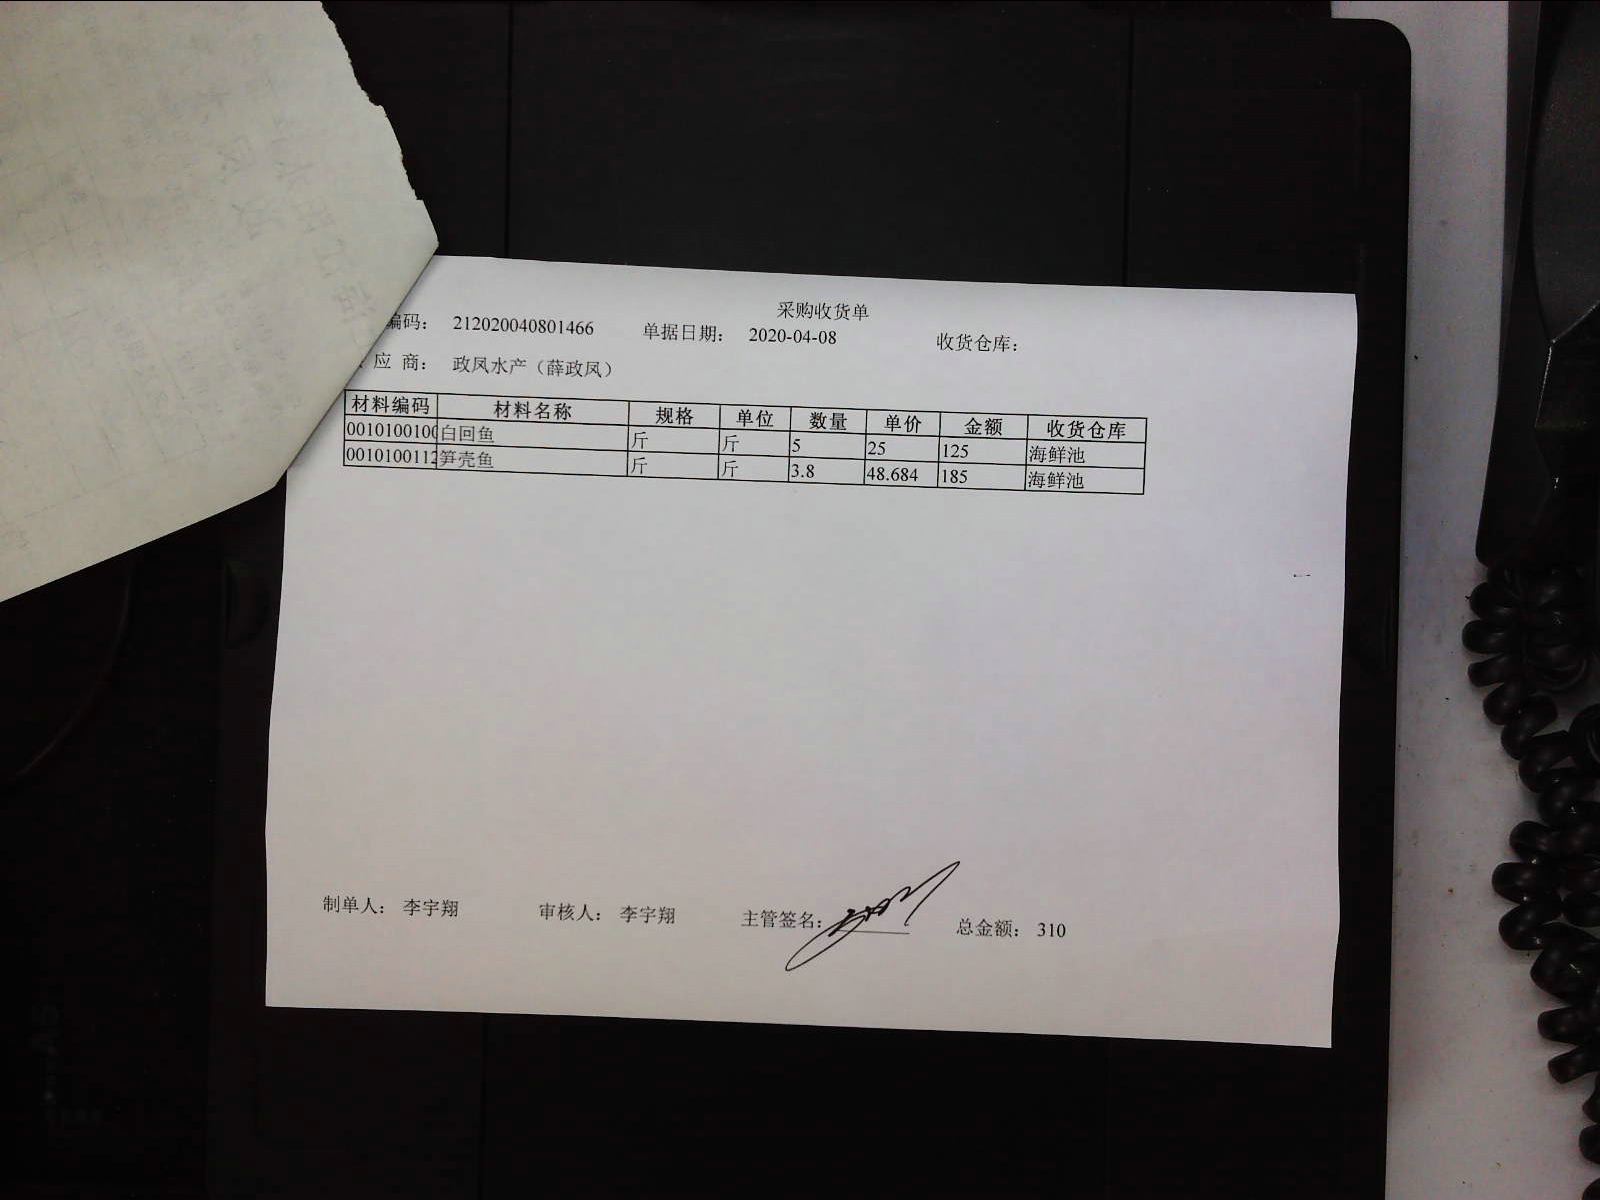 采购收货单
编码： 212020040801466 单据日期： 2020-04-08 收货仓库：
应 商： 政凤水产（薛政凤）
材料编码 材料名称 规格 单位 数量 单价 金额 收货仓库
0010100100 白回鱼 斤 斤 5 25 125 海鲜池
0010100112 笋壳鱼 斤 斤 3.8 48.684 185 海鲜池
制单人： 李宇翔 审核人： 李宇翔 主管签名： 总金额： 310